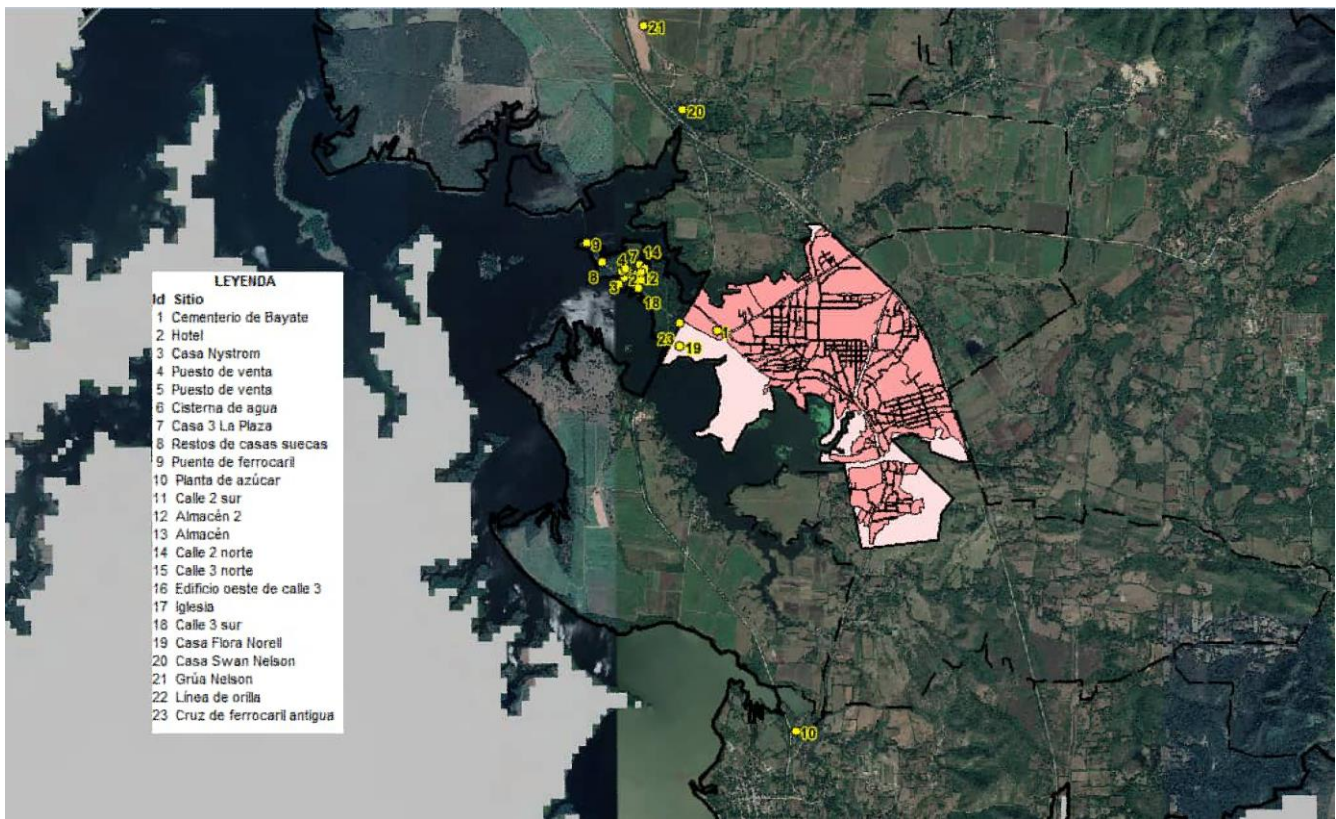 21
20
9
7
14
4
8
2
12
3
18
1
23
19
10
LEYENDA
Id Sitio
1 Cementerio de Bayate
2 Hotel
3 Casa Nystrom
4 Puesto de venta
5 Puesto de venta
6 Cisterna de agua
7 Casa 3 La Plaza
8 Restos de casas suecas
9 Puente de ferrocaril
10 Planta de azúcar
11 Calle 2 sur
12 Almacén 2
13 Almacén
14 Calle 2 norte
15 Calle 3 norte
16 Edificio oeste de calle 3
17 Iglesia
18 Calle 3 sur
19 Casa Flora Norell
20 Casa Swan Nelson
21 Grúa Nelson
22 Línea de orilla
23 Cruz de ferrocaril antigua